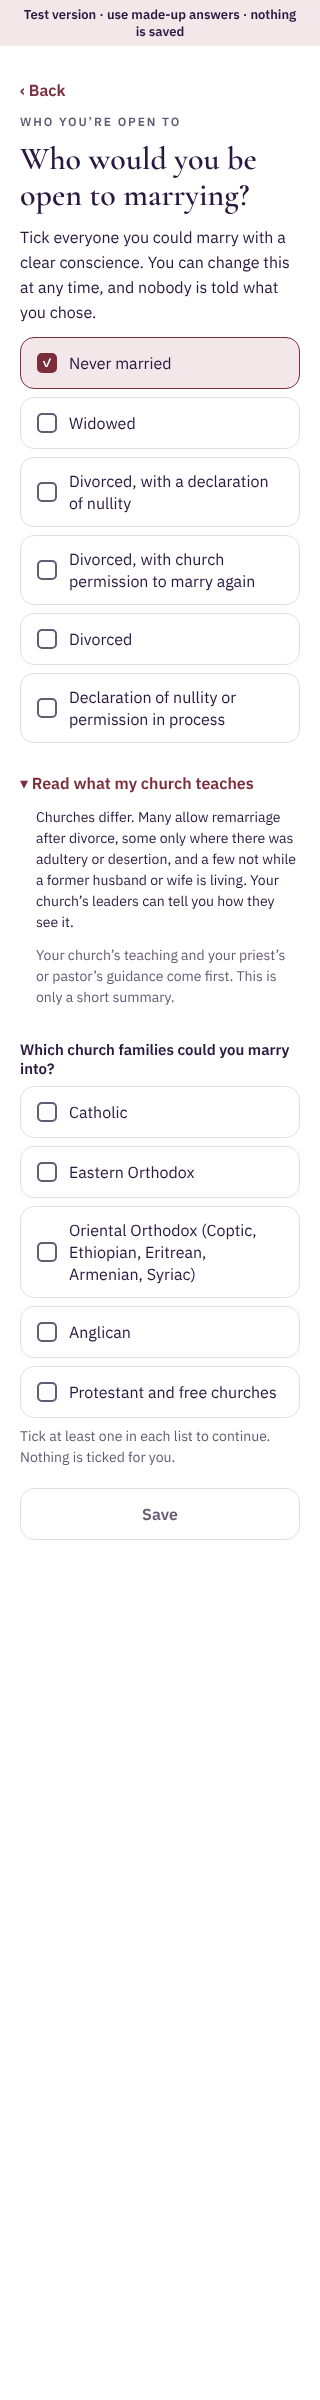 Test version · use made-up answers · nothing
is saved
‹ Back
WHO YOU’RE OPEN TO
Who would you be
open to marrying?
Tick everyone you could marry with a
clear conscience. You can change this
at any time, and nobody is told what
you chose.
Never married
Widowed
Divorced, with a declaration
of nullity
Divorced, with church
permission to marry again
Divorced
Declaration of nullity or
permission in process
▾ Read what my church teaches
Churches differ. Many allow remarriage
after divorce, some only where there was
adultery or desertion, and a few not while
a former husband or wife is living. Your
church’s leaders can tell you how they
see it.
Your church’s teaching and your priest’s
or pastor’s guidance come first. This is
only a short summary.
Which church families could you marry
into?
Catholic
Eastern Orthodox
Oriental Orthodox (Coptic,
Ethiopian, Eritrean,
Armenian, Syriac)
Anglican
Protestant and free churches
Tick at least one in each list to continue.
Nothing is ticked for you.
Save